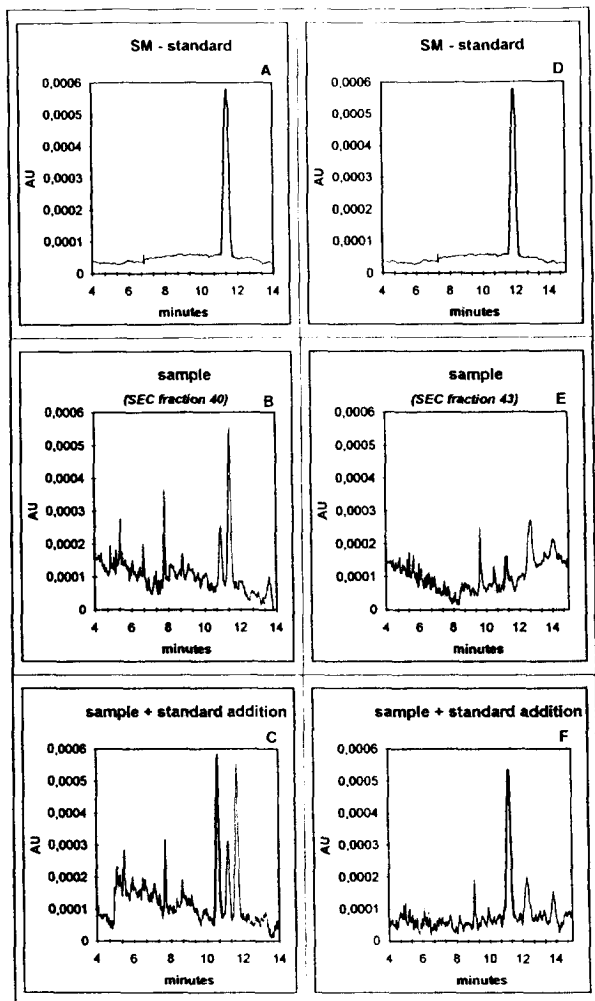 SM - standard
A
0,0006
0,0005
0,0004
0,0003
0,0002
0,0001
0
AU
4 6 8 10 12 14
minutes
SM - standard
D
0,0006
0,0005
0,0004
0,0003
0,0002
0,0001
0
AU
4 6 8 10 12 14 15
minutes
sample
(SEC fraction 40)
B
0,0006
0,0005
0,0004
0,0003
0,0002
0,0001
0
AU
4 6 8 10 12 14
minutes
sample
(SEC fraction 43)
E
0,0006
0,0005
0,0004
0,0003
0,0002
0,0001
0
AU
4 6 8 10 12 14 15
minutes
sample + standard addition
C
0,0006
0,0005
0,0004
0,0003
0,0002
0,0001
0
AU
4 6 8 10 12 14
minutes
sample + standard addition
F
0,0006
0,0005
0,0004
0,0003
0,0002
0,0001
0
AU
4 6 8 10 12 14 15
minutes